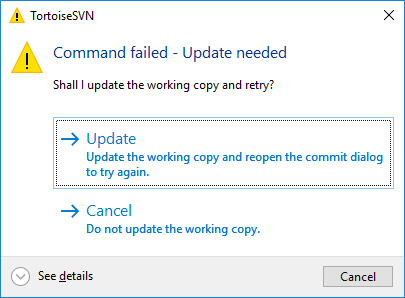 TortoiseSVN
Command failed - Update needed
Shall I update the working copy and retry?
Update
Update the working copy and reopen the commit dialog
to try again.
Cancel
Do not update the working copy.
See details
Cancel